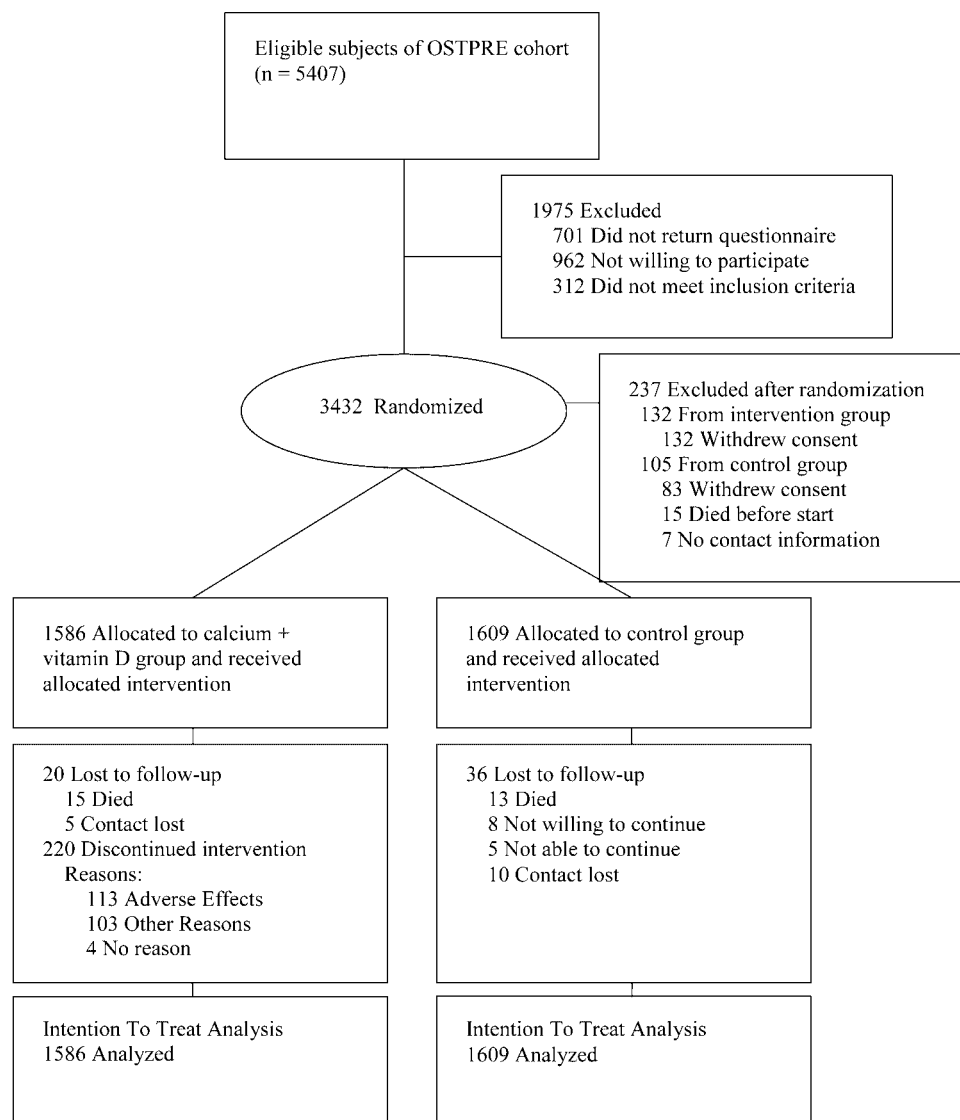 Eligible subjects of OSTPRE cohort
(n = 5407)
1975 Excluded
701 Did not return questionnaire
962 Not willing to participate
312 Did not meet inclusion criteria
3432 Randomized
237 Excluded after randomization
132 From intervention group
132 Withdrew consent
105 From control group
83 Withdrew consent
15 Died before start
7 No contact information
1586 Allocated to calcium +
vitamin D group and received
allocated intervention
1609 Allocated to control group
and received allocated
intervention
20 Lost to follow-up
15 Died
5 Contact lost
220 Discontinued intervention
Reasons:
113 Adverse Effects
103 Other Reasons
4 No reason
36 Lost to follow-up
13 Died
8 Not willing to continue
5 Not able to continue
10 Contact lost
Intention To Treat Analysis
1586 Analyzed
Intention To Treat Analysis
1609 Analyzed